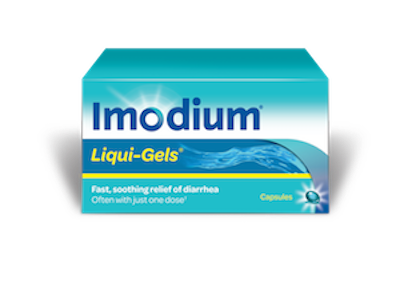 Imodium®
Liqui-Gels®
Fast, soothing relief of diarrhea
Often with just one dose†
Capsules